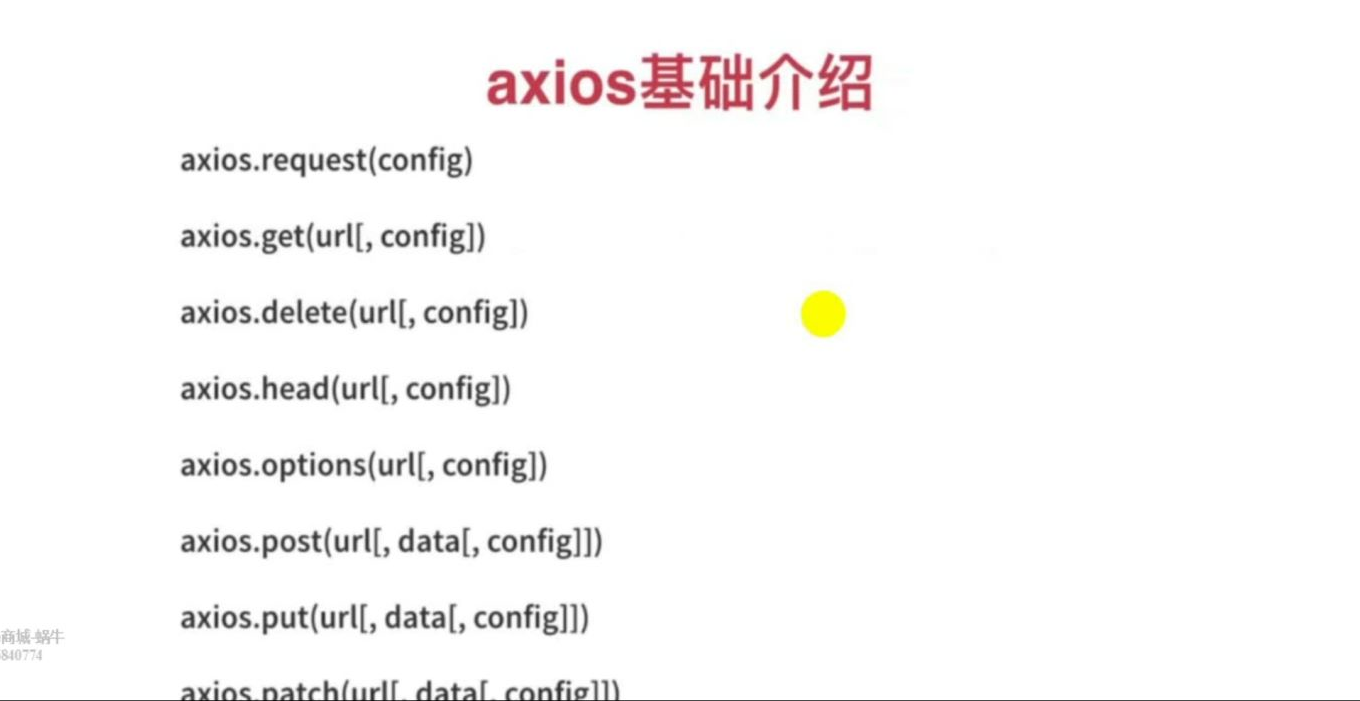 axios基础介绍
axios.request(config)
axios.get(url[, config])
axios.delete(url[, config])
axios.head(url[, config])
axios.options(url[, config])
axios.post(url[, data[, config]])
axios.put(url[, data[, config]])
商城-蜗牛
840774
axios.patch(url[, data[, config]])